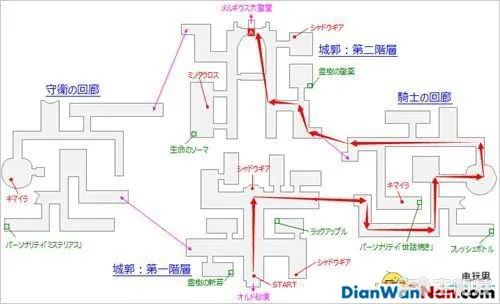 メルギウス大聖堂
シャドウギア
城郭：第二階層
守衛の回廊
ミノタウロス
霊樹の聖薬
騎士の回廊
生命のソーマ
シャドウギア
キマイラ
キマイラ
ラックアップル
パーソナリティ「ミステリアス」
パーソナリティ「世話焼き」
フレッシュボトル
城郭：第一階層
シャドウギア
霊樹の新芽
START
オルド砂漠
电玩男
DianWanNan.com